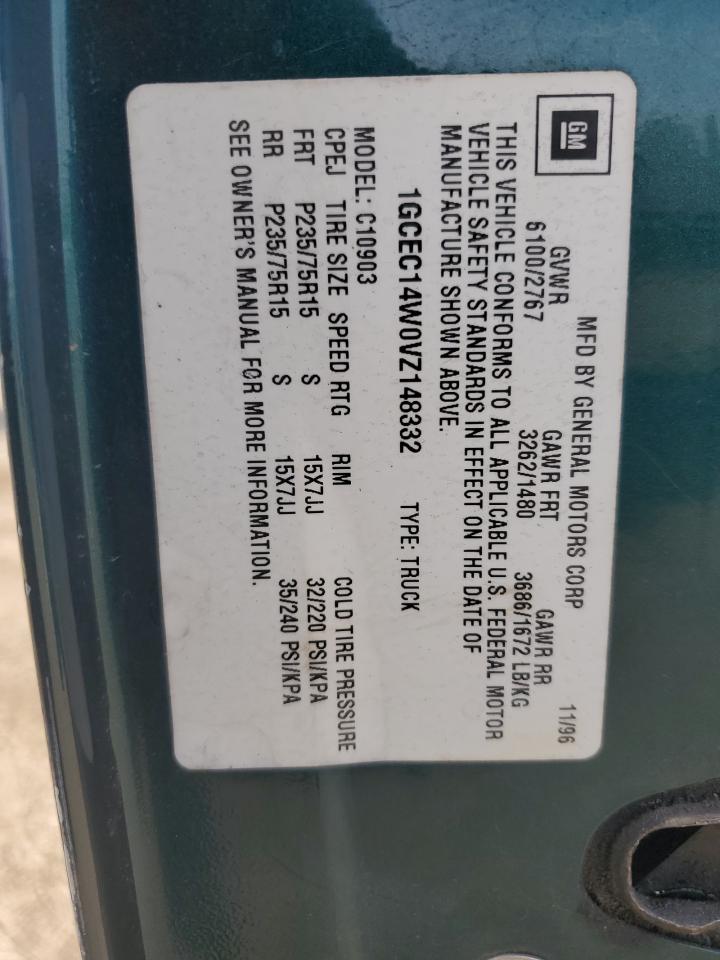 GM
MFD BY GENERAL MOTORS CORP 11/96
GVWR GAWR FRT GAWR RR
6100/2767 3262/1480 3686/1672 LB/KG
THIS VEHICLE CONFORMS TO ALL APPLICABLE U.S. FEDERAL MOTOR
VEHICLE SAFETY STANDARDS IN EFFECT ON THE DATE OF
MANUFACTURE SHOWN ABOVE.
1GCEC14W0VZ148332 TYPE: TRUCK
MODEL: C10903
CPEJ TIRE SIZE SPEED RTG RIM COLD TIRE PRESSURE
FRT P235/75R15 S 15X7JJ 32/220 PSI/KPA
RR P235/75R15 S 15X7JJ 35/240 PSI/KPA
SEE OWNER'S MANUAL FOR MORE INFORMATION.